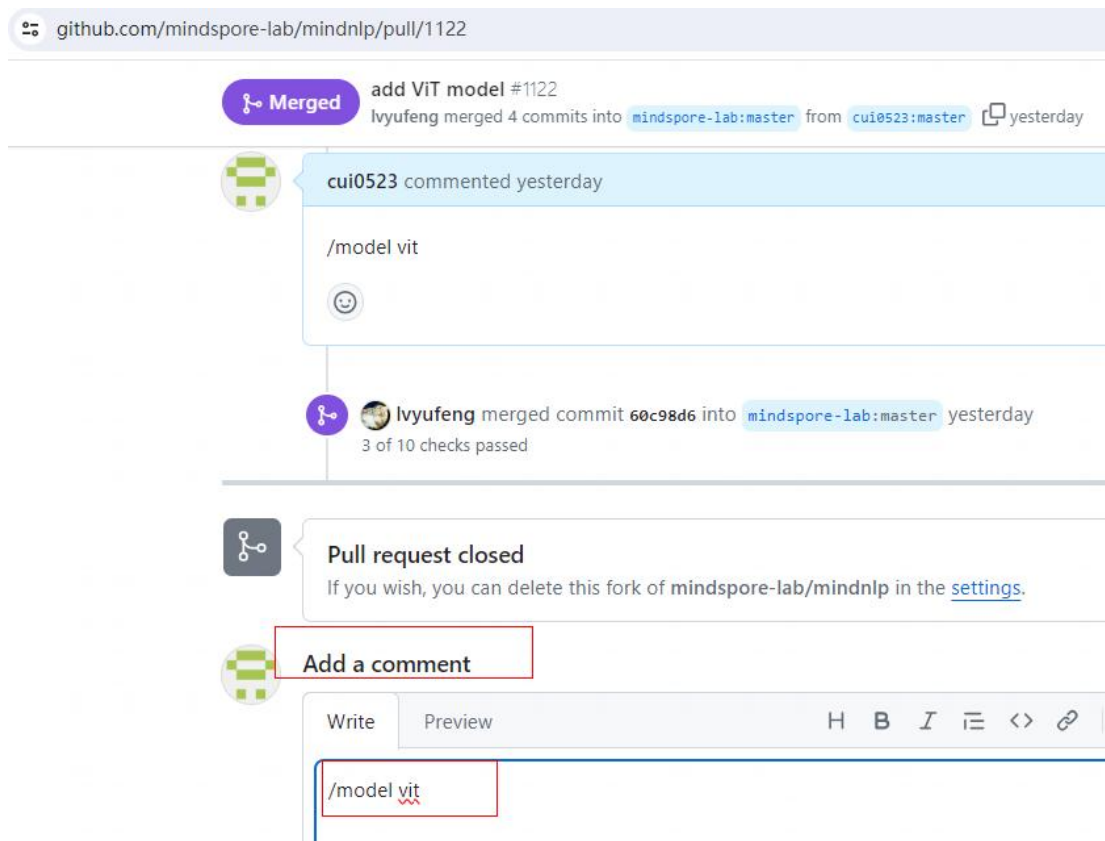 github.com/mindspore-lab/mindnlp/pull/1122
Merged
add ViT model #1122
lvyufeng merged 4 commits into mindspore-lab:master from cui0523:master yesterday
cui0523 commented yesterday
/model vit
lvyufeng merged commit 60c98d6 into mindspore-lab:master yesterday
3 of 10 checks passed
Pull request closed
If you wish, you can delete this fork of mindspore-lab/mindnlp in the settings.
Add a comment
Write Preview H B I <>
/model vit